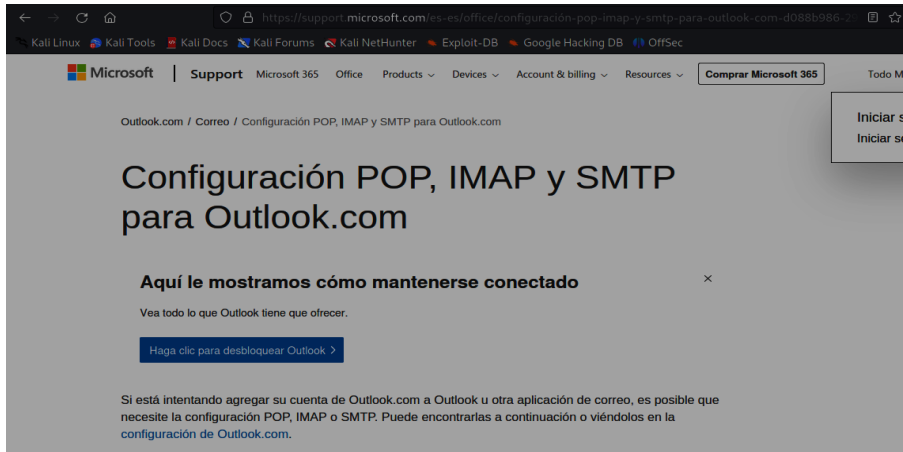 https://support.microsoft.com/es-es/office/configuración-pop-imap-y-smtp-para-outlook-com-d088b986-
Kali Linux Kali Tools Kali Docs Kali Forums Kali NetHunter Exploit-DB Google Hacking DB OffSec
Microsoft Support Microsoft 365 Office Products Devices Account & billing Resources Comprar Microsoft 365 Todo M
Iniciar s
Iniciar se
Outlook.com / Correo / Configuración POP, IMAP y SMTP para Outlook.com
Configuración POP, IMAP y SMTP
para Outlook.com
Aquí le mostramos cómo mantenerse conectado
Vea todo lo que Outlook tiene que ofrecer.
Haga clic para desbloquear Outlook >
Si está intentando agregar su cuenta de Outlook.com a Outlook u otra aplicación de correo, es posible que
necesite la configuración POP, IMAP o SMTP. Puede encontrarlas a continuación o viéndolos en la
configuración de Outlook.com.